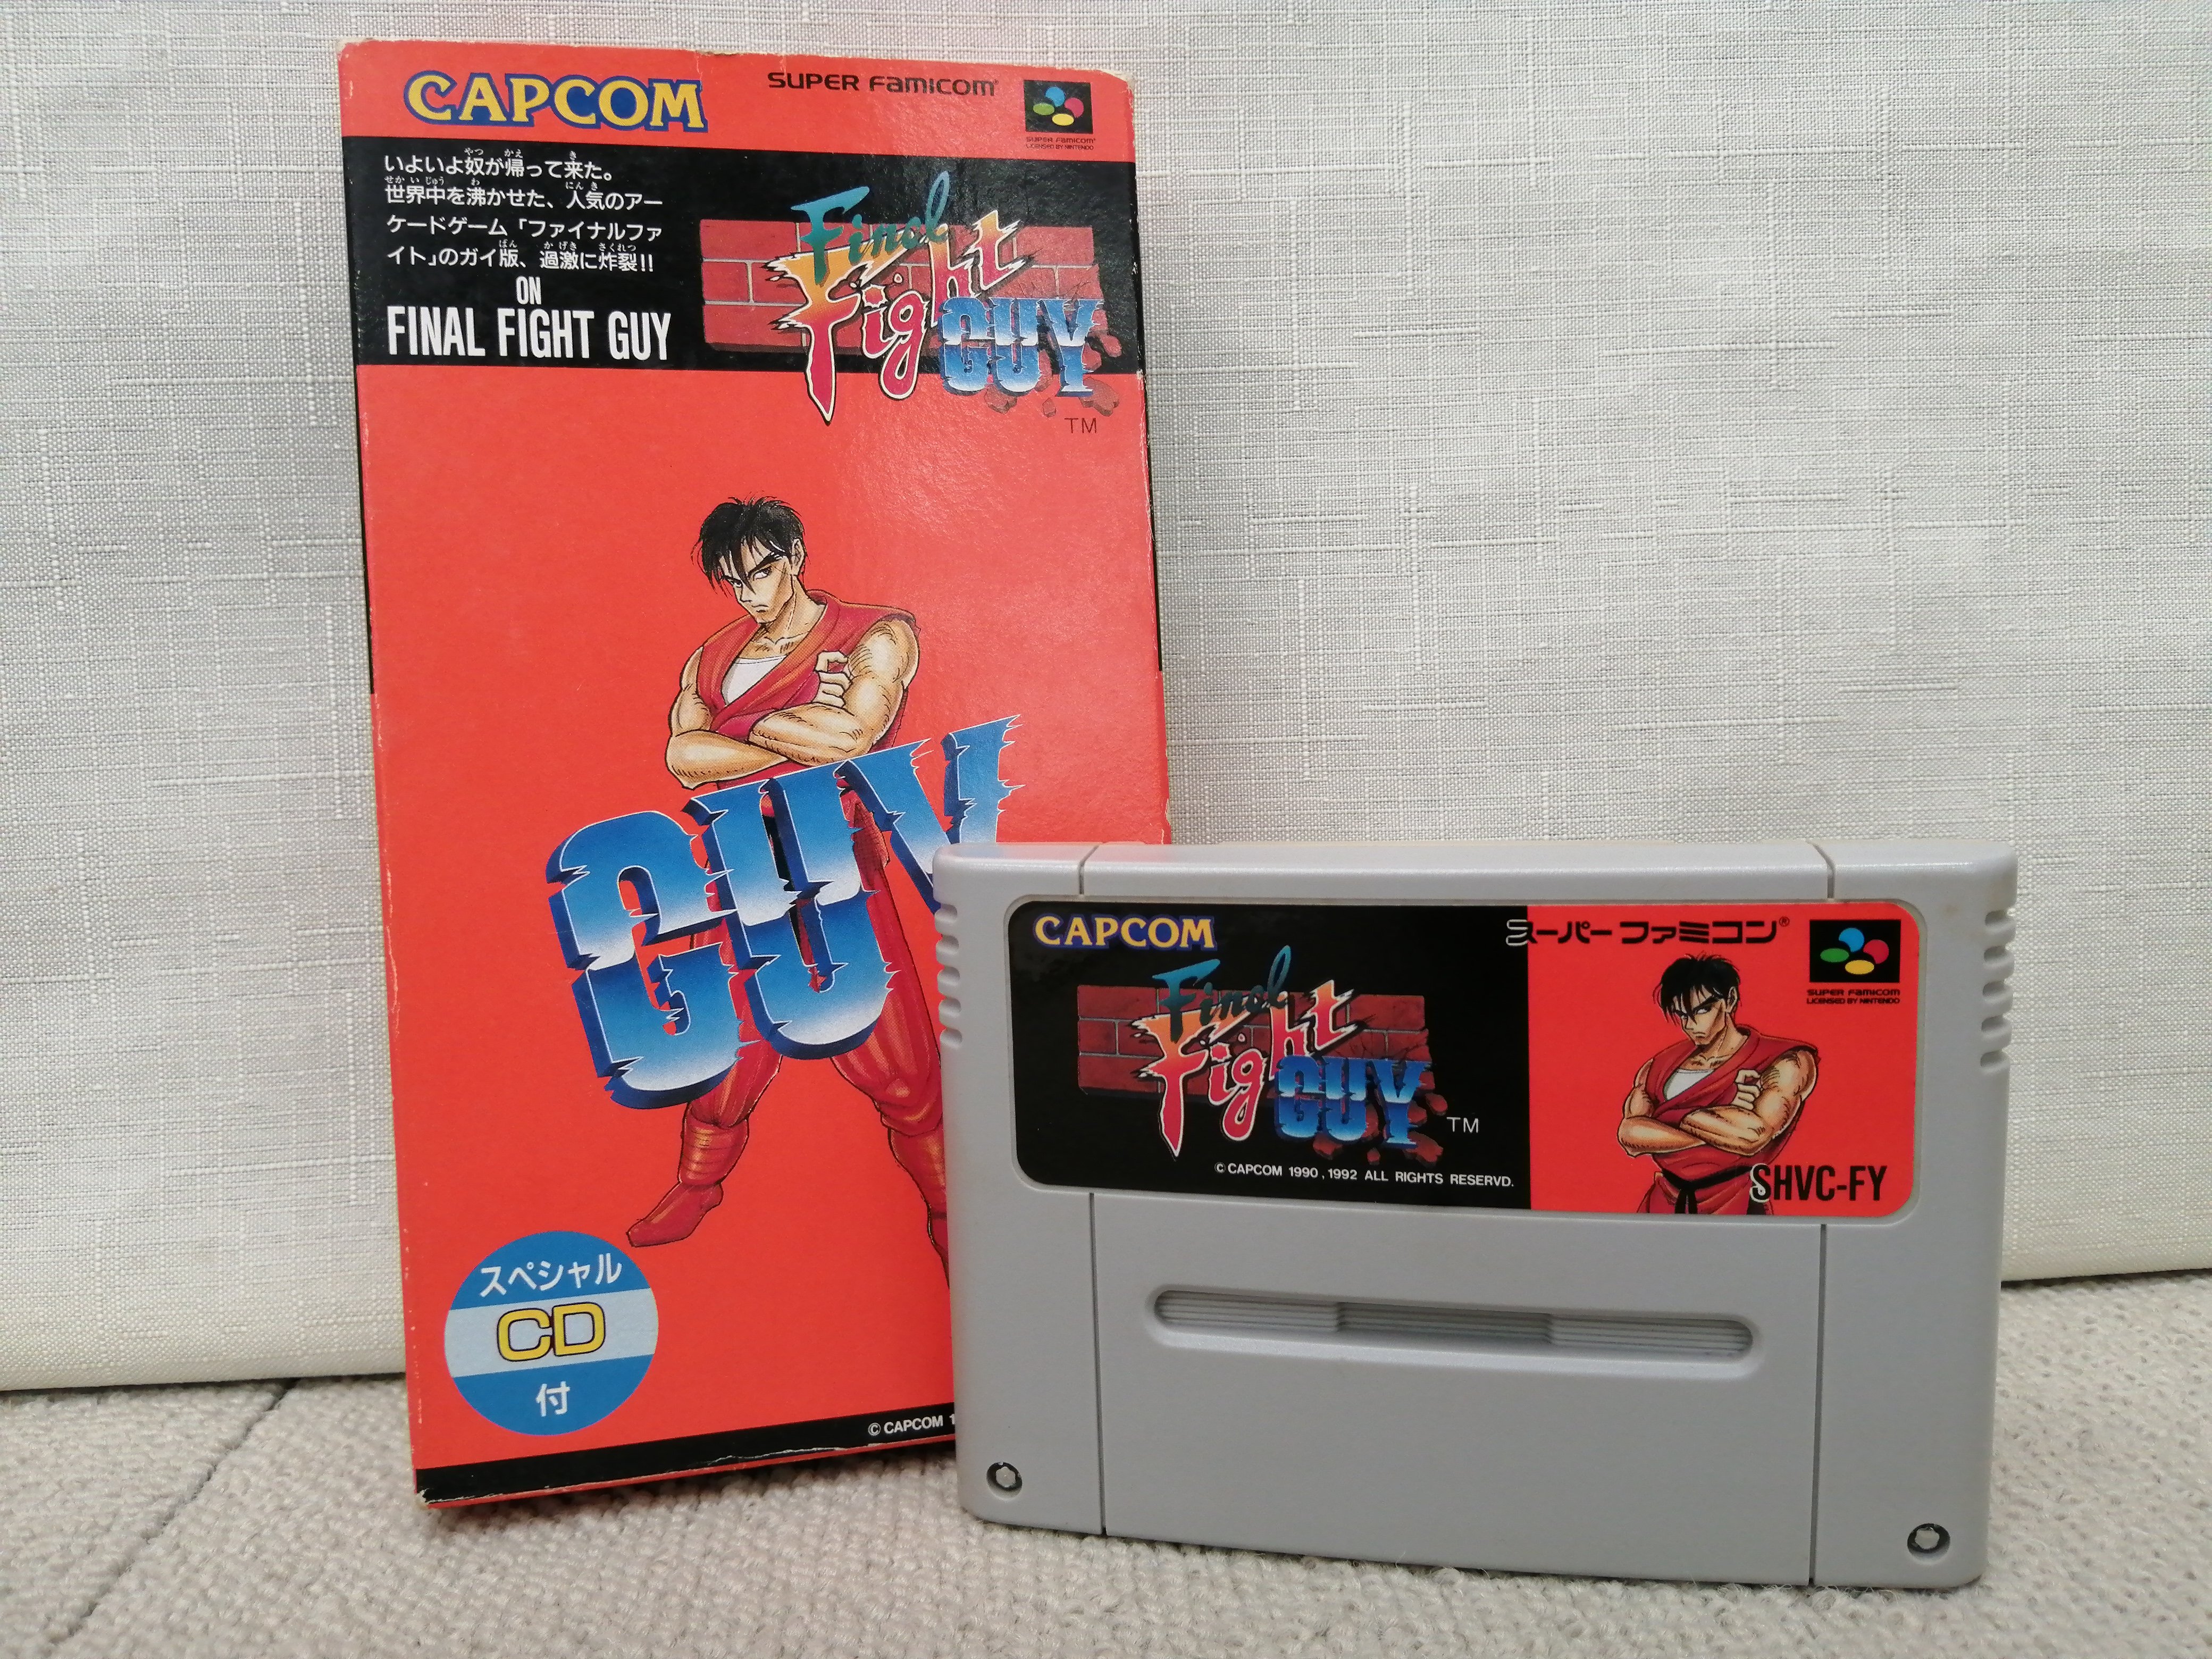 CAPCOM
SUPER FAMICOM
SUPER FAMICOM
LICENSED BY NINTENDO
いよいよ奴が帰って来た。
世界中を沸かせた、人気のアー
ケードゲーム「ファイナルファ
イト」のガイ版、過激に炸裂!!
ON
FINAL FIGHT GUY
Final
Fight
GUY
TM
GUY
スペシャル
CD
付
© CAPCOM 1
CAPCOM
スーパーファミコン®
SUPER FAMICOM
LICENSED BY NINTENDO
Final
Fight
GUY
TM
© CAPCOM 1990, 1992 ALL RIGHTS RESERVD.
SHVC-FY